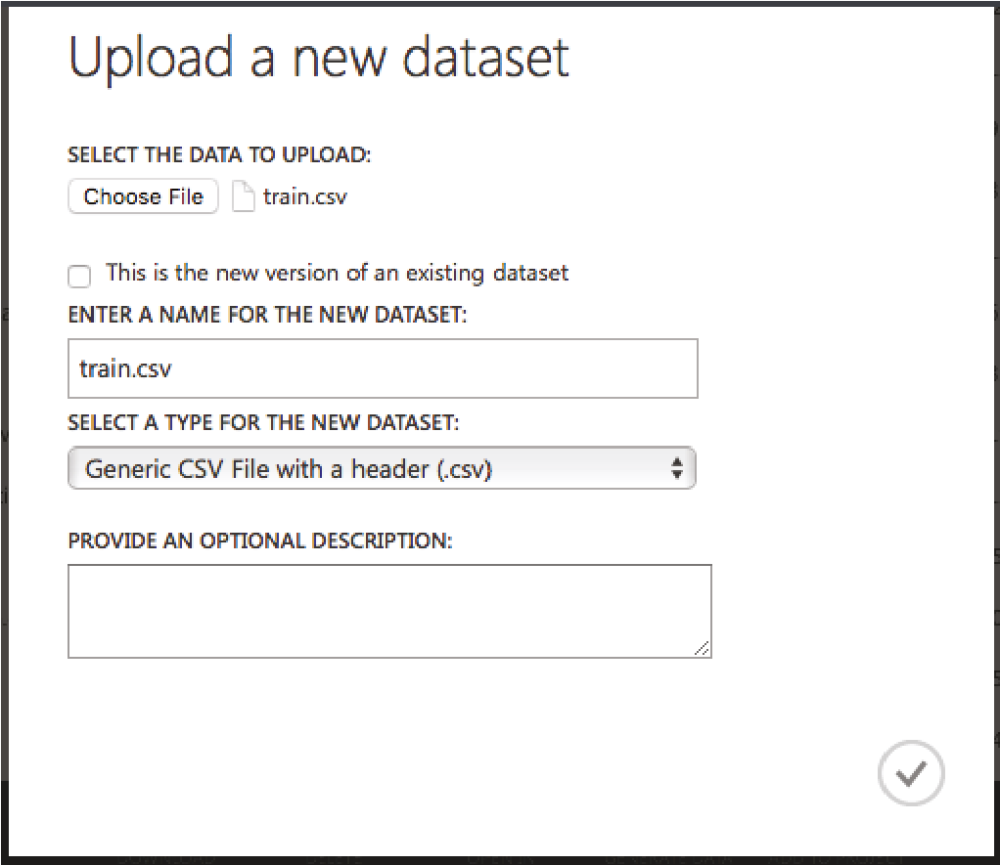 Upload a new dataset
SELECT THE DATA TO UPLOAD:
Choose File train.csv
This is the new version of an existing dataset
ENTER A NAME FOR THE NEW DATASET:
train.csv
SELECT A TYPE FOR THE NEW DATASET:
Generic CSV File with a header (.csv)
PROVIDE AN OPTIONAL DESCRIPTION: